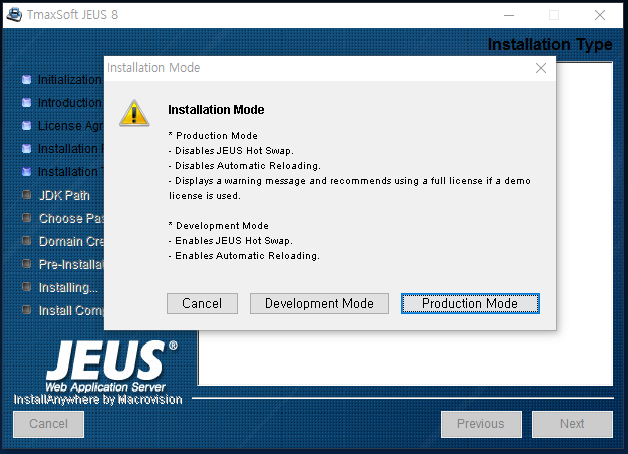 TmaxSoft JEUS 8
Installation Type
Installation Mode
Initialization
Introduction
License Agr
Installation
Installation T
JDK Path
Choose Pas
Domain Cre
Pre-Installat
Installing...
Install Comp
Installation Mode
* Production Mode
- Disables JEUS Hot Swap.
- Disables Automatic Reloading.
- Displays a warning message and recommends using a full license if a demo
license is used.
* Development Mode
- Enables JEUS Hot Swap.
- Enables Automatic Reloading.
Cancel
Development Mode
Production Mode
JEUS®
Web Application Server
InstallAnywhere by Macrovision
Cancel
Previous
Next